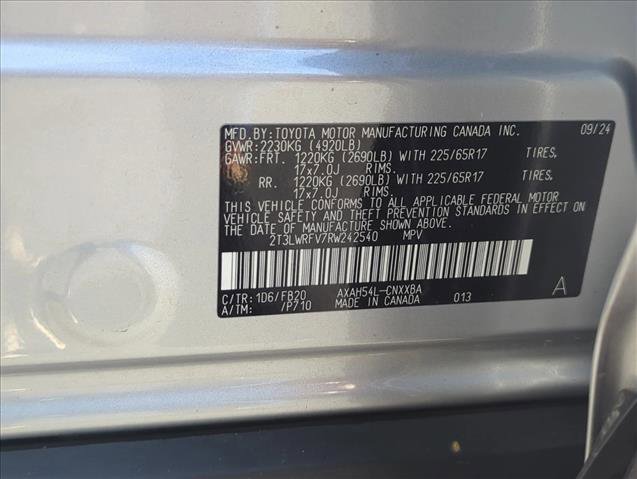 MFD.BY:TOYOTA MOTOR MANUFACTURING CANADA INC. 09/24
GVWR:2230KG (4920LB)
GAWR:FRT. 1220KG (2690LB) WITH 225/65R17 TIRES,
17x7.0J RIMS.
RR. 1220KG (2690LB) WITH 225/65R17 TIRES,
17x7.0J RIMS.
THIS VEHICLE CONFORMS TO ALL APPLICABLE FEDERAL MOTOR
VEHICLE SAFETY AND THEFT PREVENTION STANDARDS IN EFFECT
ON THE DATE OF MANUFACTURE SHOWN ABOVE.
2T3LWRFV7RW242540 MPV
C/TR: 1D6/FB20 AXAH54L-CNXXBA 013 A
A/TM: /P710 MADE IN CANADA